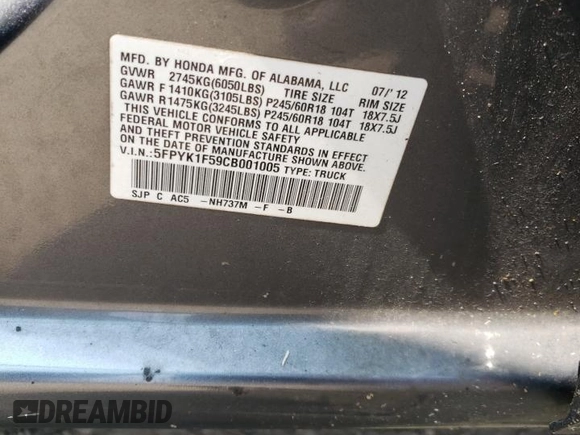 MFD. BY HONDA MFG. OF ALABAMA, LLC 07/' 12
GVWR 2745KG(6050LBS) TIRE SIZE RIM SIZE
GAWR F 1410KG(3105LBS) P245/60R18 104T 18X7.5J
GAWR R1475KG(3245LBS) P245/60R18 104T 18X7.5J
THIS VEHICLE CONFORMS TO ALL APPLICABLE
FEDERAL MOTOR VEHICLE SAFETY AND
THEFT PREVENTION STANDARDS IN EFFECT
ON THE DATE OF MANUFACTURE SHOWN ABOVE.
V.I.N.:5FPYK1F59CB001005 TYPE: TRUCK
SJP C AC5 -NH737M -F -B
DREAMBID